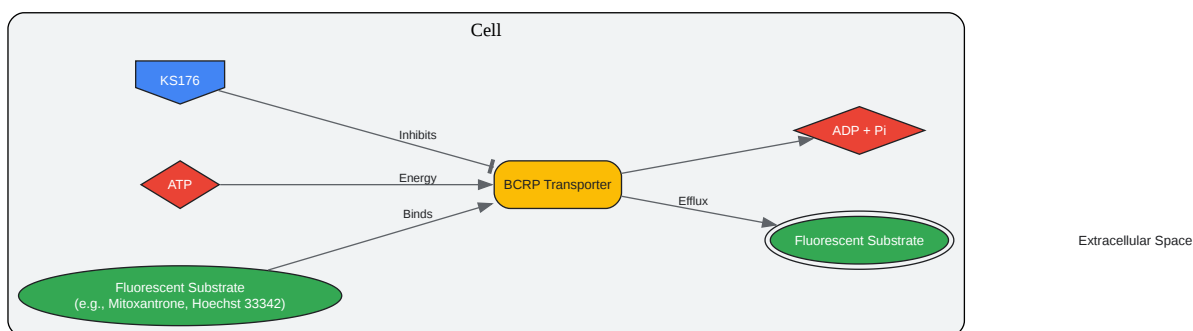 Cell
KS176
Inhibits
ADP + Pi
ATP
Energy
BCRP Transporter
Binds
Efflux
Fluorescent Substrate
Extracellular Space
Fluorescent Substrate
(e.g., Mitoxantrone, Hoechst 33342)